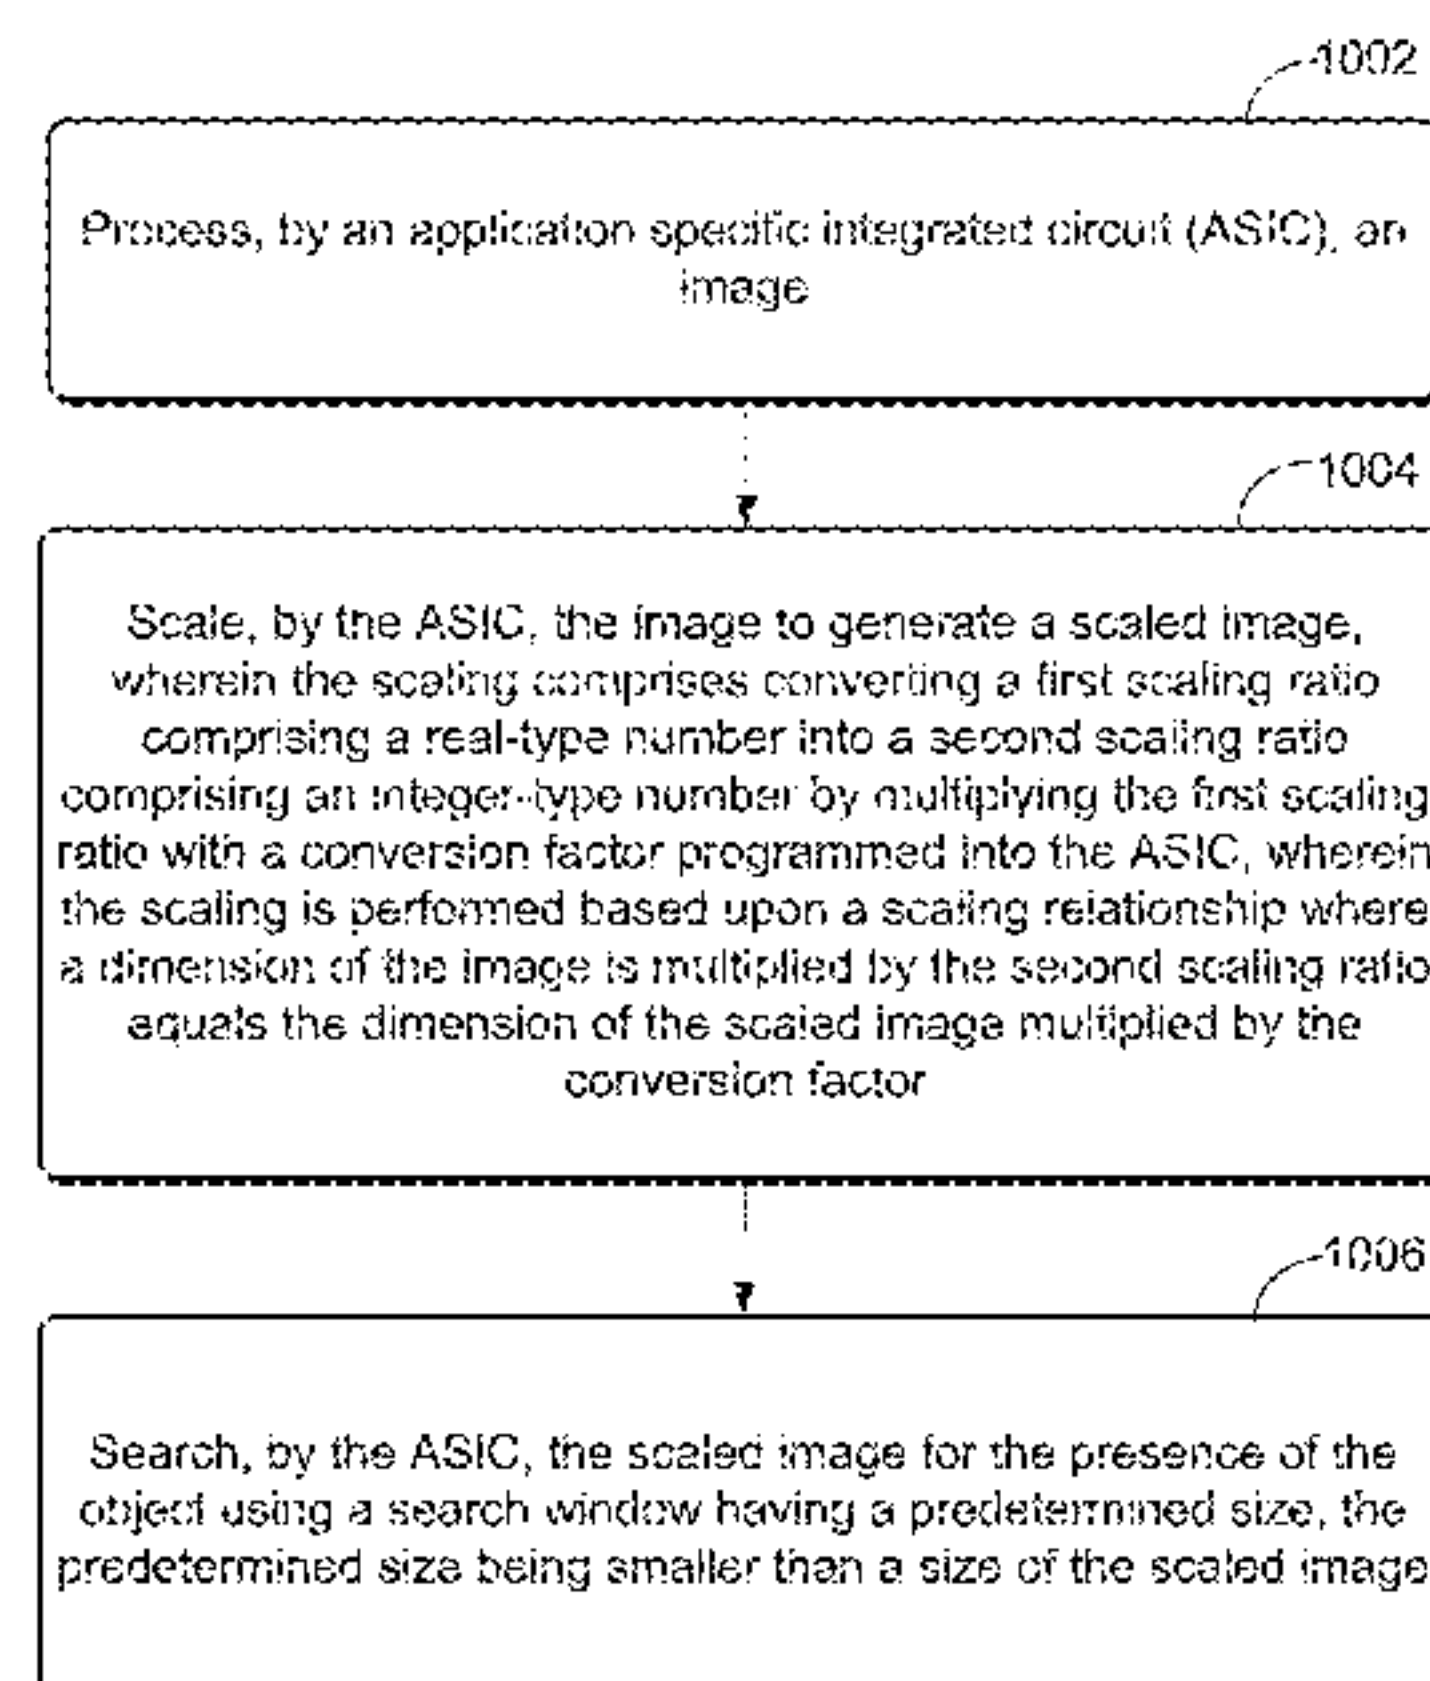 1002
Process, by an application specific integrated circuit (ASIC), an
image
1004
Scale, by the ASIC, the image to generate a scaled image,
wherein the scaling comprises converting a first scaling ratio
comprising a real-type number into a second scaling ratio
comprising an integer-type number by multiplying the first scaling
ratio with a conversion factor programmed into the ASIC, wherein
the scaling is performed based upon a scaling relationship where
a dimension of the image is multiplied by the second scaling ratio
equals the dimension of the scaled image multiplied by the
conversion factor
1006
Search, by the ASIC, the scaled image for the presence of the
object using a search window having a predetermined size, the
predetermined size being smaller than a size of the scaled image